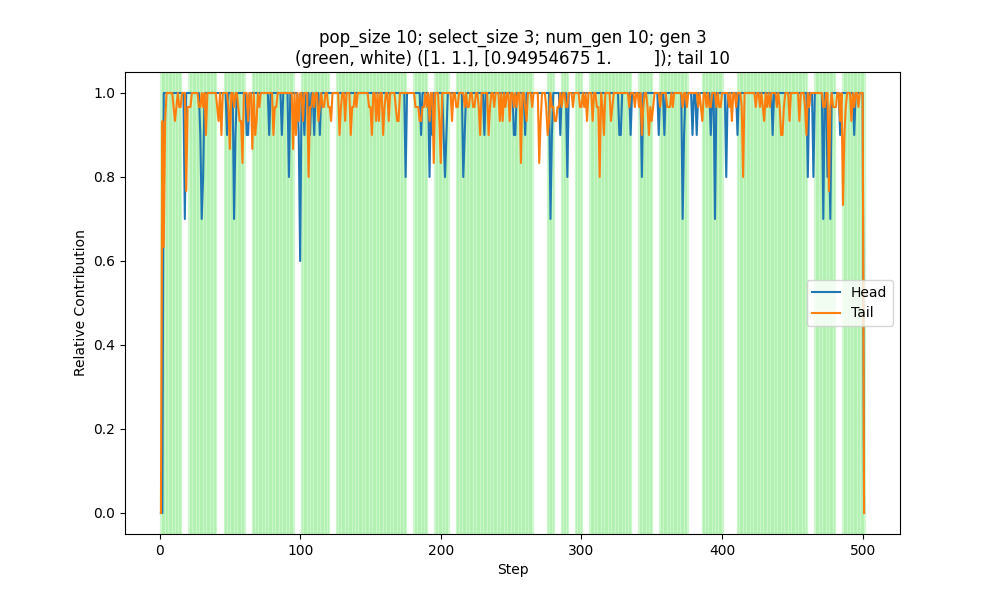 pop_size 10; select_size 3; num_gen 10; gen 3
(green, white) ([1. 1.], [0.94954675 1.         ]); tail 10
1.0
0.8
0.6
0.4
0.2
0.0
Relative Contribution
Head
Tail
0
100
200
300
400
500
Step